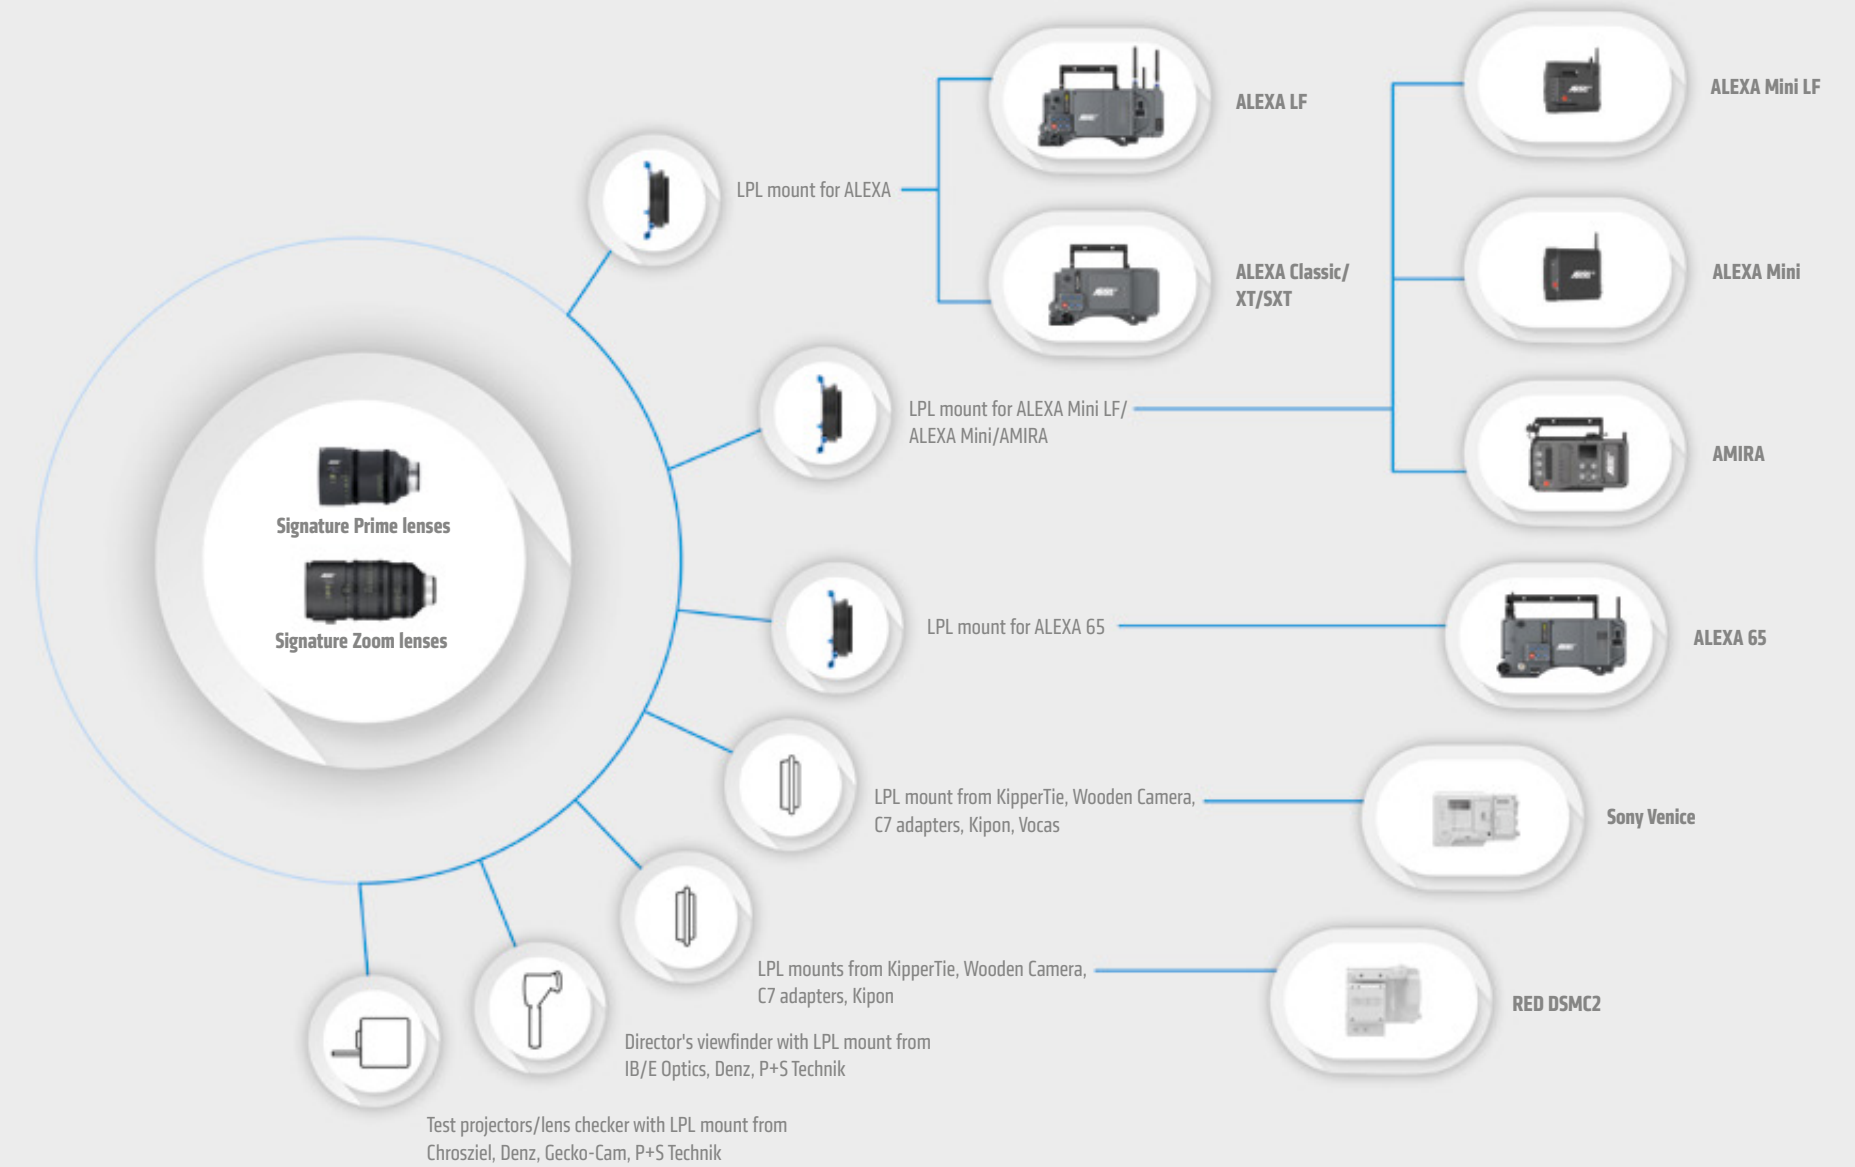 Signature Prime lenses
Signature Zoom lenses
LPL mount for ALEXA
ALEXA LF
ALEXA Classic/
XT/SXT
LPL mount for ALEXA Mini LF/
ALEXA Mini/AMIRA
ALEXA Mini LF
ALEXA Mini
AMIRA
LPL mount for ALEXA 65
ALEXA 65
LPL mount from KipperTie, Wooden Camera,
C7 adapters, Kipon, Vocas
Sony Venice
LPL mounts from KipperTie, Wooden Camera,
C7 adapters, Kipon
RED DSMC2
Director's viewfinder with LPL mount from
IB/E Optics, Denz, P+S Technik
Test projectors/lens checker with LPL mount from
Chrosziel, Denz, Gecko-Cam, P+S Technik